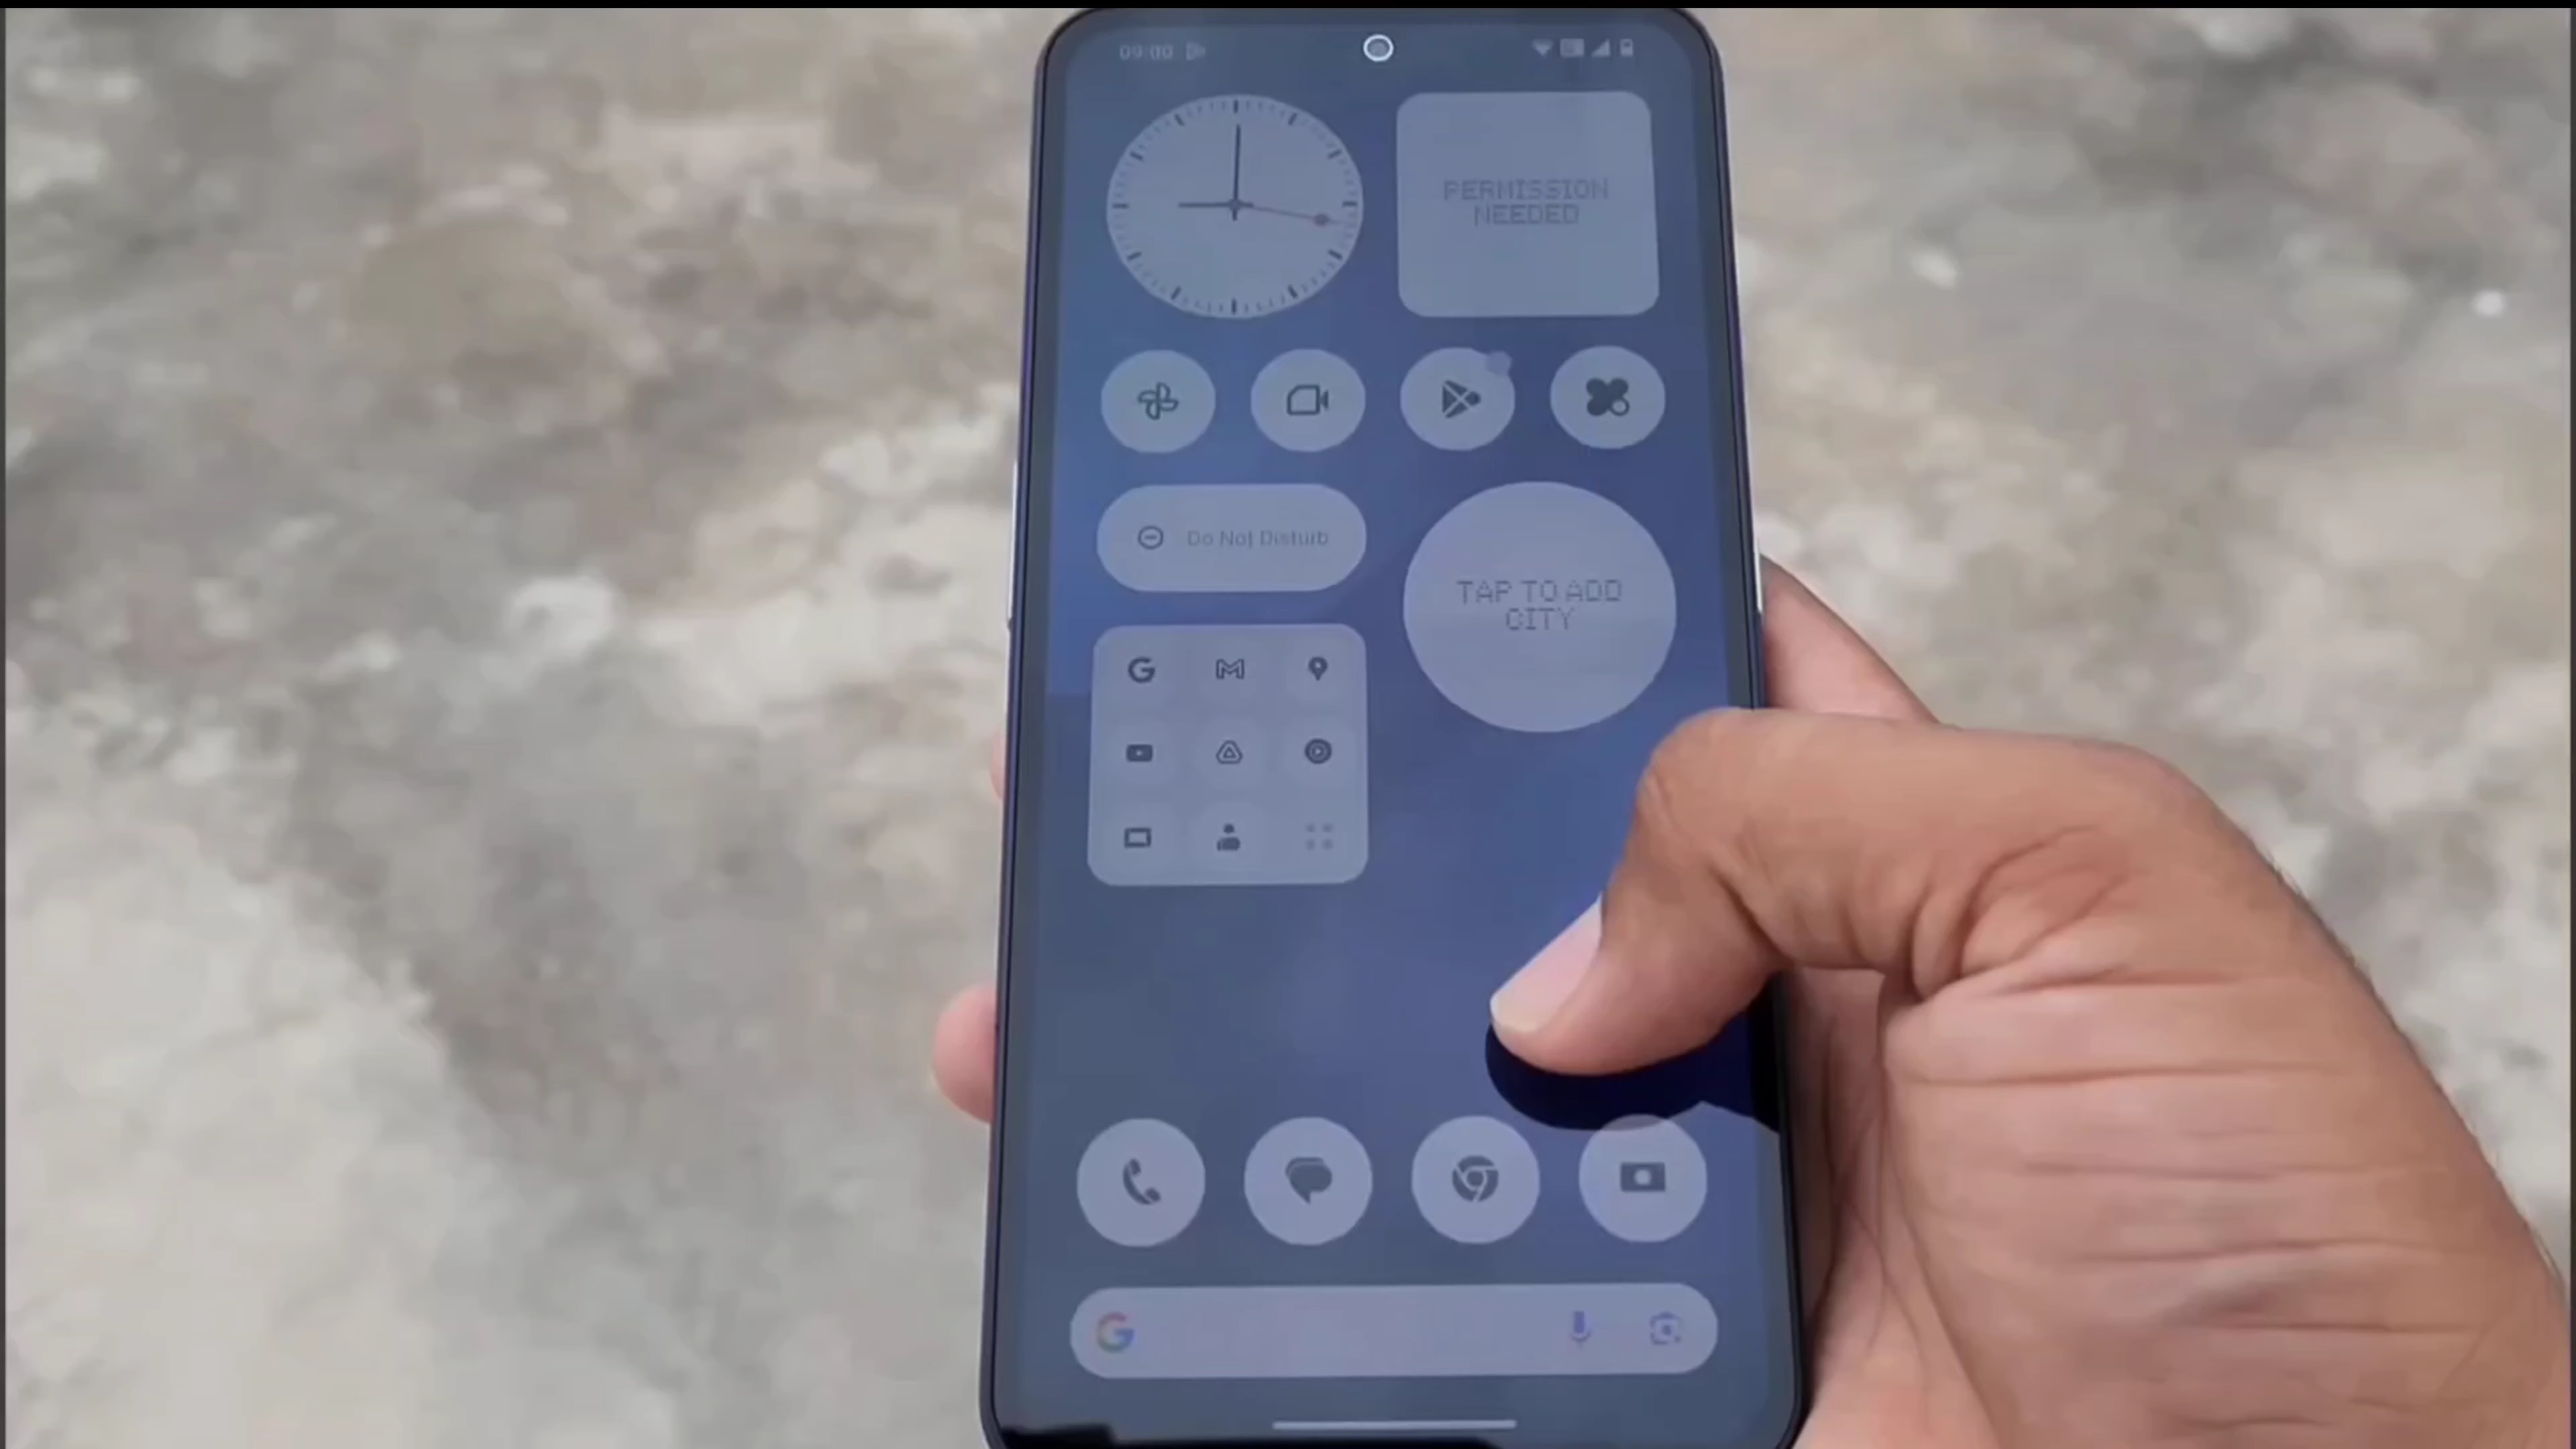 09:00
PERMISSION
NEEDED
Do Not Disturb
TAP TO ADD
CITY